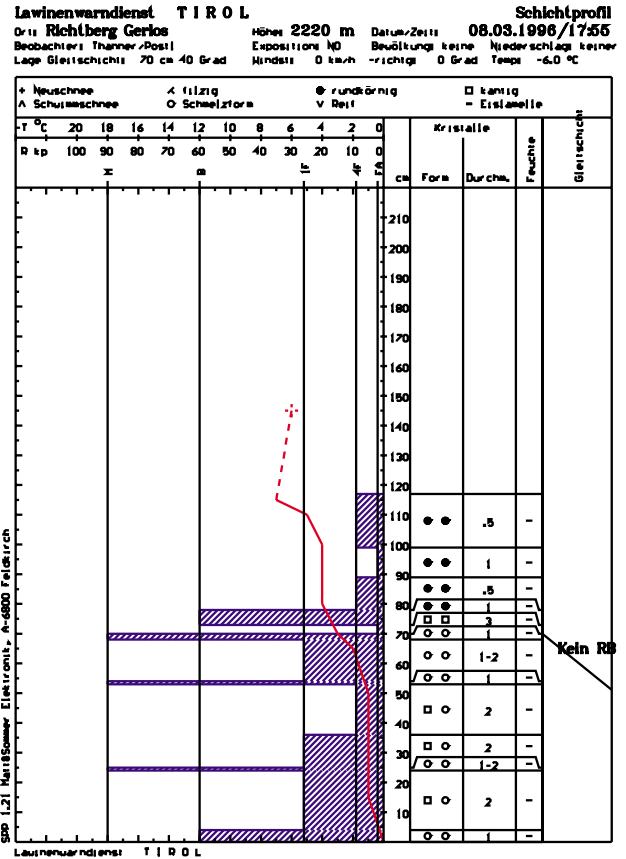 Lawinenwarndienst T I R O L Schichtprofil
Ort: Richtberg Gerlos Höhe: 2220 m Datum/Zeit: 08.03.1996/17:55
Beobachter: Thanner/Postl Exposition: NO Bewölkung: keine Niederschlag: keiner
Lage Gleitschicht: 70 cm 40 Grad Windst: 0 km/h -richtg: 0 Grad Temp: -6.0 °C
+ Neuschnee ⁁ filzig ● rundkörnig □ kantig
Λ Schwimmschnee O Schmelzform V Reif - Eislamelle
-T °C 20 18 16 14 12 10 8 6 4 2 0
Kristalle
R kp 100 90 80 70 60 50 40 30 20 10 0
K B 1F 4F FA
cm Form Durchm. Feuchte Gleitschicht
210
200
190
180
170
160
150
140
130
120
110 ● ● .5 -
100
● ● 1 -
90
● ● .5 -
80 ● ● 1 -
□ □ 3 -
70 O O 1 -
Kein RB
60 O O 1-2 -
O O 1 -
50
□ O 2 -
40
30 □ O 2 -
O O 1-2 -
20
□ O 2 -
10
O O 1 -
SPP 1.21 Matt&Sommer Elektronik, A-6800 Feldkirch
Lawinenwarndienst T I R O L